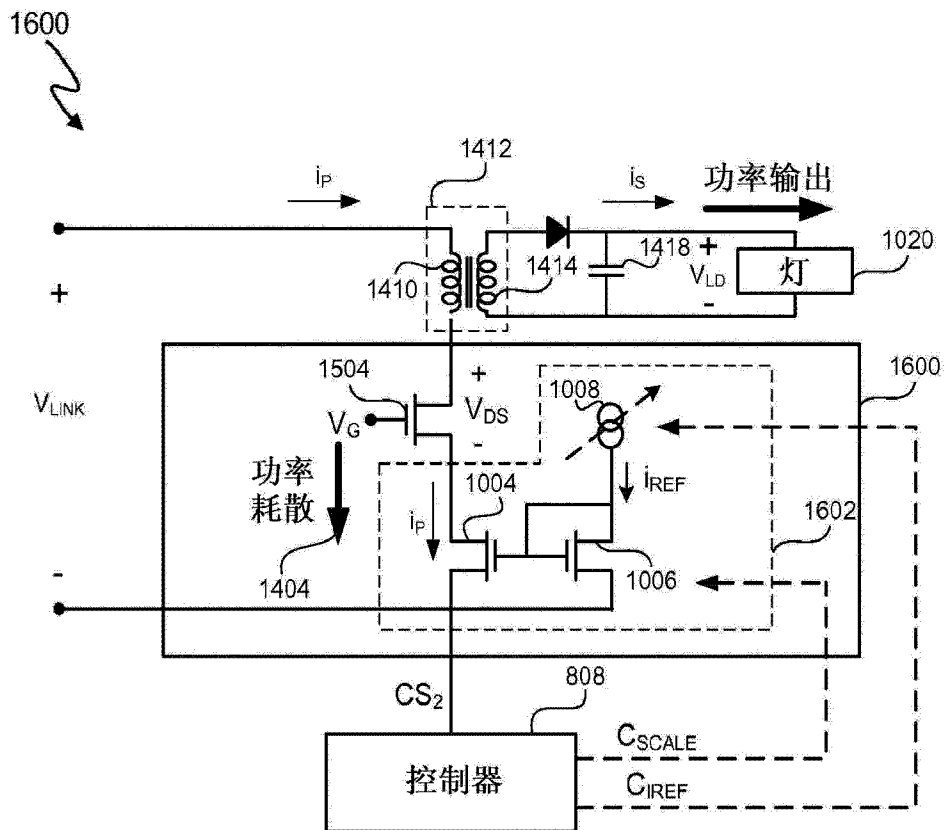 1600
1412
iP
iS
功率输出
1410
1414
1418
+
VLD
-
灯
1020
+
VLINK
-
1504
VG
+
VDS
-
1008
1600
功率
耗散
1404
iP
1004
iREF
1006
1602
CS2
808
控制器
CSCALE
CIREF